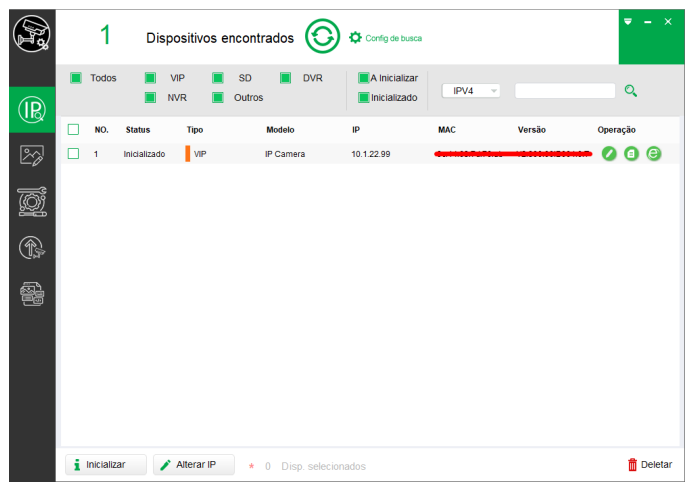 1 Dispositivos encontrados Config de busca
Todos VIP SD DVR A Inicializar
NVR Outros Inicializado
IPV4
IP
NO. Status Tipo Modelo IP MAC Versão Operação
1 Inicializado VIP IP Camera 10.1.22.99
Inicializar Alterar IP * 0 Disp. selecionados Deletar